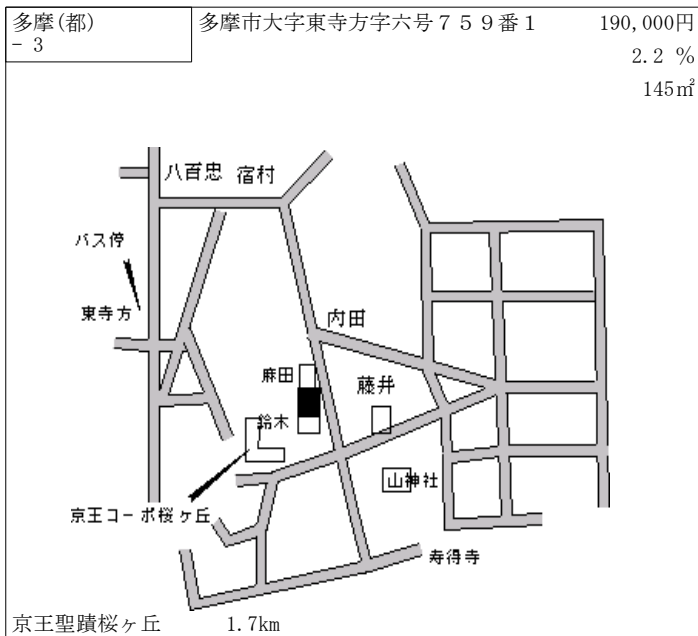 多摩(都)
- 3
多摩市大字東寺方字六号７５９番１
190,000円
2.2 %
145㎡
八百忠
宿村
バス停
東寺方
内田
麻田
藤井
鈴木
山神社
京王コーポ桜ヶ丘
寿得寺
京王聖蹟桜ヶ丘 1.7km